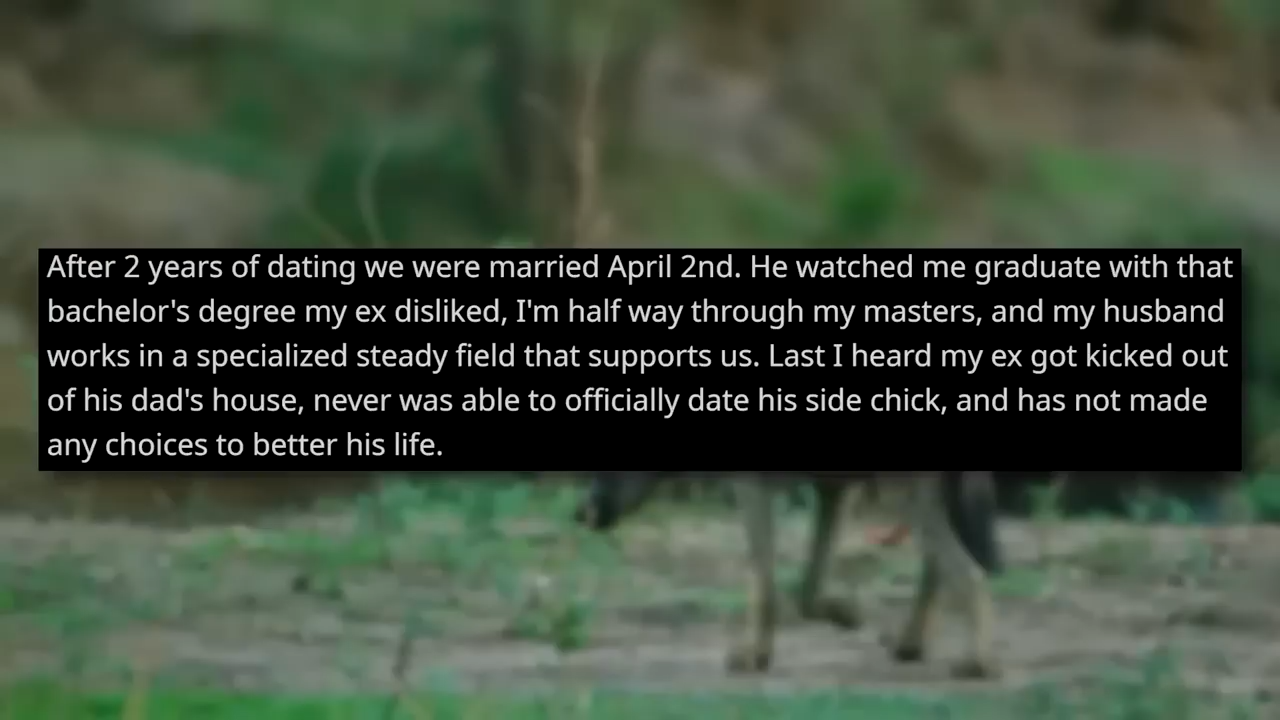 After 2 years of dating we were married April 2nd. He watched me graduate with that
bachelor's degree my ex disliked, I'm half way through my masters, and my husband
works in a specialized steady field that supports us. Last I heard my ex got kicked out
of his dad's house, never was able to officially date his side chick, and has not made
any choices to better his life.